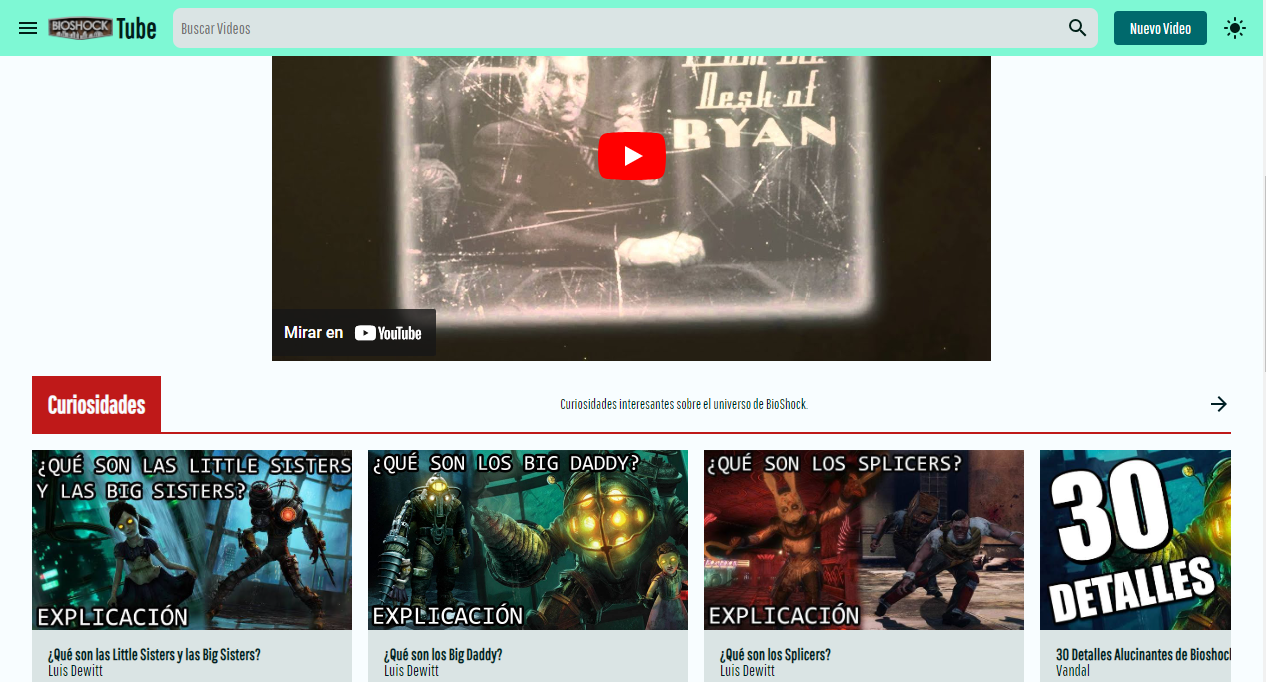 BIOSHOCK Tube
Buscar Videos
Nuevo Video
From the
Desk of
RYAN
Mirar en YouTube
Curiosidades
Curiosidades interesantes sobre el universo de BioShock.
¿QUÉ SON LAS LITTLE SISTERS
Y LAS BIG SISTERS?
EXPLICACIÓN
¿Qué son las Little Sisters y las Big Sisters?
Luis Dewitt
¿QUÉ SON LOS BIG DADDY?
EXPLICACIÓN
¿Qué son los Big Daddy?
Luis Dewitt
¿QUÉ SON LOS SPLICERS?
EXPLICACIÓN
¿Qué son los Splicers?
Luis Dewitt
30
DETALLES
30 Detalles Alucinantes de Bioshoc
Vandal